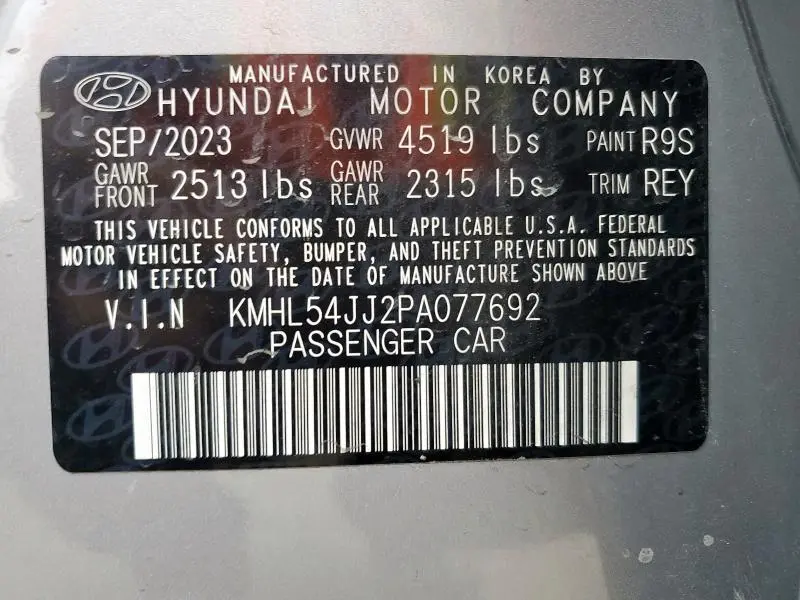 MANUFACTURED IN KOREA BY
HYUNDAI MOTOR COMPANY
SEP/2023 GVWR 4519 lbs PAINT R9S
GAWR FRONT 2513 lbs GAWR REAR 2315 lbs TRIM REY
THIS VEHICLE CONFORMS TO ALL APPLICABLE U.S.A. FEDERAL
MOTOR VEHICLE SAFETY, BUMPER, AND THEFT PREVENTION STANDARDS
IN EFFECT ON THE DATE OF MANUFACTURE SHOWN ABOVE.
V.I.N KMHL54JJ2PA077692
PASSENGER CAR